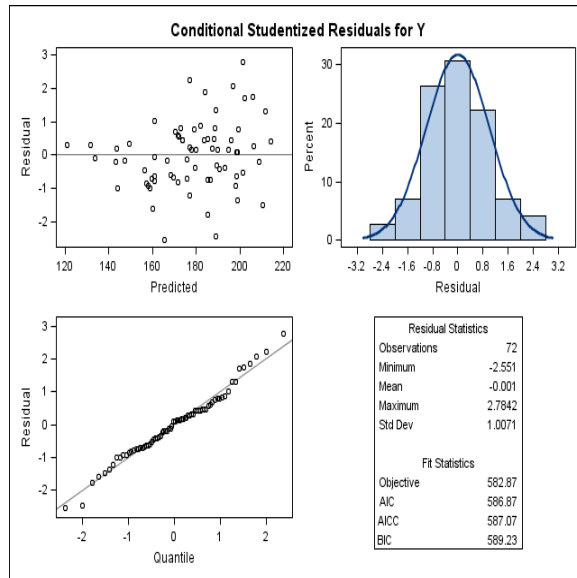 Conditional Studentized Residuals for Y
Residual
3
2
1
0
-1
-2
120 140 160 180 200 220
Predicted
Percent
30
20
10
0
-3.2 -2.4 -1.6 -0.8 0 0.8 1.6 2.4 3.2
Residual
Residual
3
2
1
0
-1
-2
-2 -1 0 1 2
Quantile
Residual Statistics
Observations 72
Minimum -2.551
Mean -0.001
Maximum 2.7842
Std Dev 1.0071
Fit Statistics
Objective 582.87
AIC 586.87
AICC 587.07
BIC 589.23